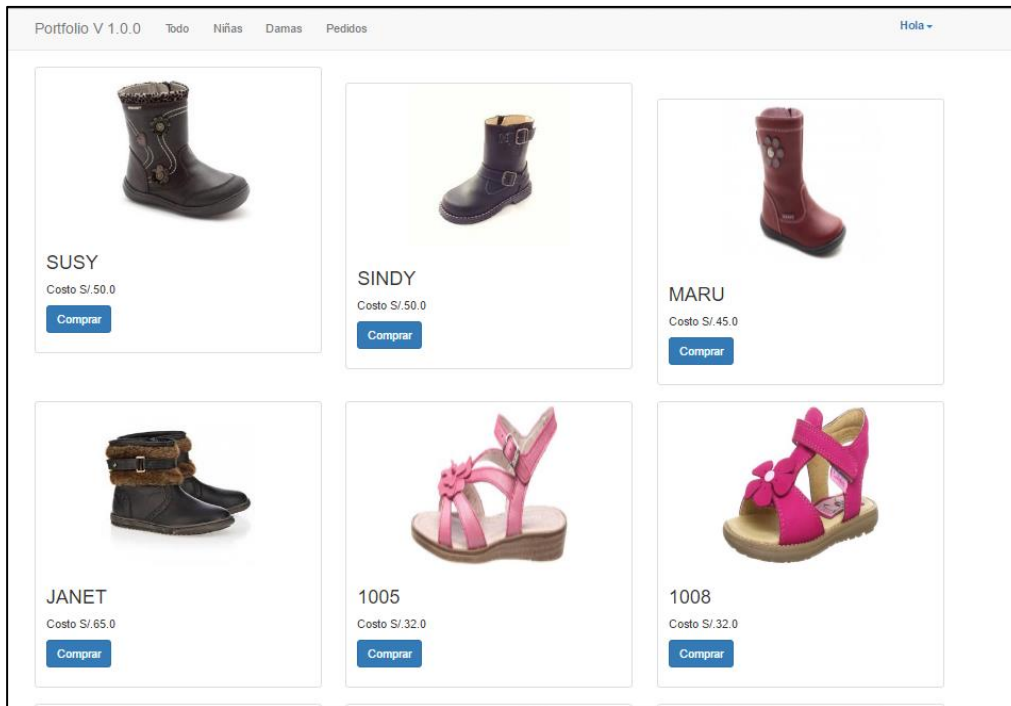 Portfolio V 1.0.0 Todo Niñas Damas Pedidos Hola
SUSY
Costo S/.50.0
Comprar
SINDY
Costo S/.50.0
Comprar
MARU
Costo S/.45.0
Comprar
JANET
Costo S/.65.0
Comprar
1005
Costo S/.32.0
Comprar
1008
Costo S/.32.0
Comprar